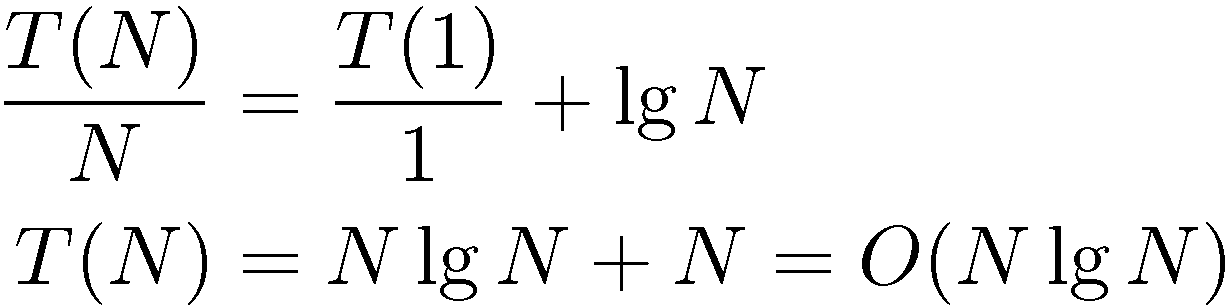 T(N)/N = T(1)/1 + lg N
T(N) = N lg N + N = O(N lg N)